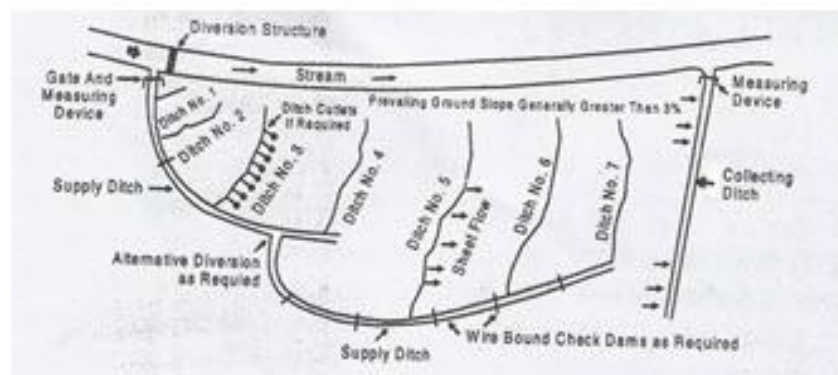 Diversion Structure
Gate And
Measuring
Device
Stream
Measuring
Device
Prevailing Ground Slope Generally Greater Than 3%
Ditch No. 1
Ditch No. 2
Ditch Outlets
If Required
Ditch No. 3
Ditch No. 4
Ditch No. 5
Sheet Flow
Ditch No. 6
Ditch No. 7
Supply Ditch
Collecting
Ditch
Alternative Diversion
as Required
Wire Bound Check Dams as Required
Supply Ditch